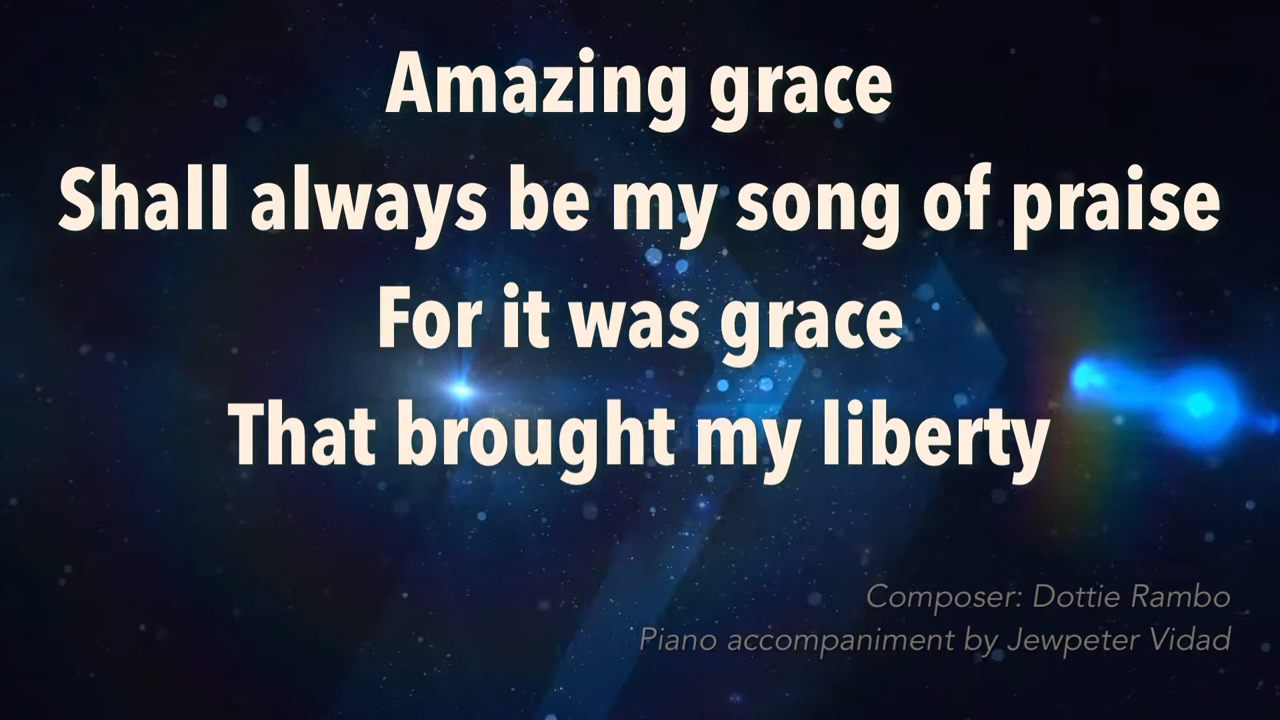 Amazing grace
Shall always be my song of praise
For it was grace
That brought my liberty
Composer: Dottie Rambo
Piano accompaniment by Jewpeter Vidad